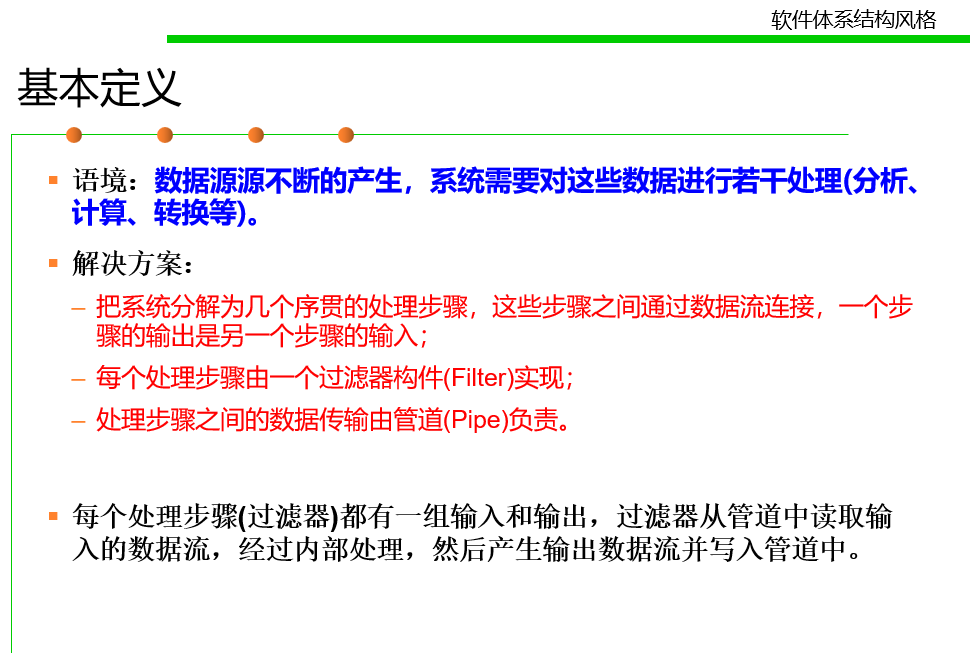 软件体系结构风格
基本定义
语境：数据源源不断的产生，系统需要对这些数据进行若干处理(分析、
计算、转换等)。
解决方案：
– 把系统分解为几个序贯的处理步骤，这些步骤之间通过数据流连接，一个步
骤的输出是另一个步骤的输入；
– 每个处理步骤由一个过滤器构件(Filter)实现；
– 处理步骤之间的数据传输由管道(Pipe)负责。
每个处理步骤(过滤器)都有一组输入和输出，过滤器从管道中读取输
入的数据流，经过内部处理，然后产生输出数据流并写入管道中。